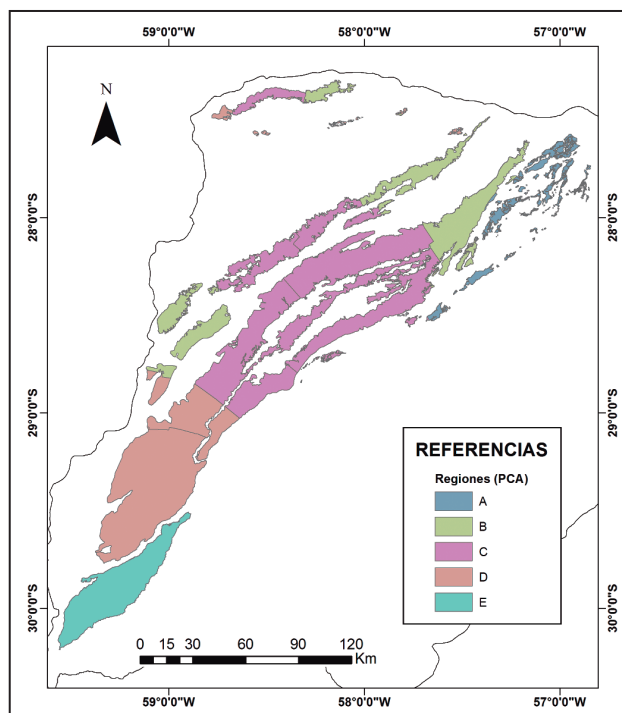 59°0'0"W 58°0'0"W 57°0'0"W
N
28°0'0"S 28°0'0"S
29°0'0"S 29°0'0"S
REFERENCIAS
Regiones (PCA)
A
B
C
D
E
30°0'0"S 30°0'0"S
0 15 30 60 90 120
Km
59°0'0"W 58°0'0"W 57°0'0"W